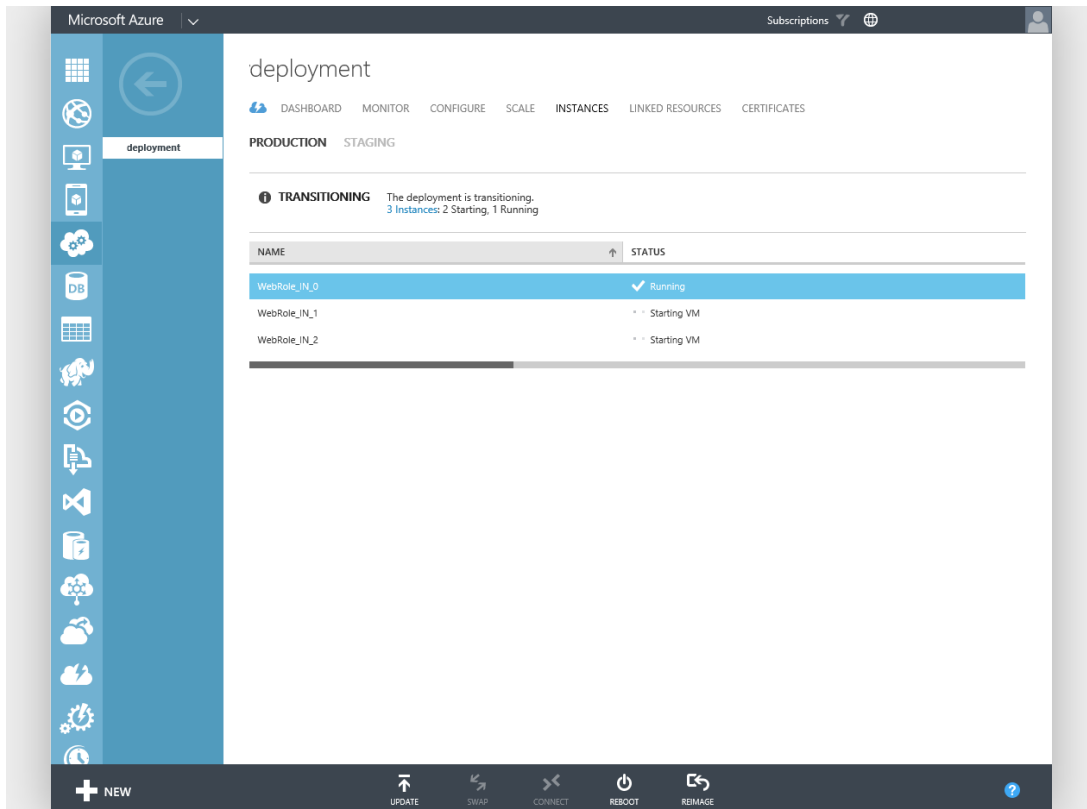 Microsoft Azure
Subscriptions
deployment
DASHBOARD MONITOR CONFIGURE SCALE INSTANCES LINKED RESOURCES CERTIFICATES
deployment
PRODUCTION STAGING
TRANSITIONING The deployment is transitioning.
3 Instances: 2 Starting, 1 Running
NAME STATUS
WebRole_IN_0 Running
WebRole_IN_1 Starting VM
WebRole_IN_2 Starting VM
DB
NEW
UPDATE SWAP CONNECT REBOOT REIMAGE
?